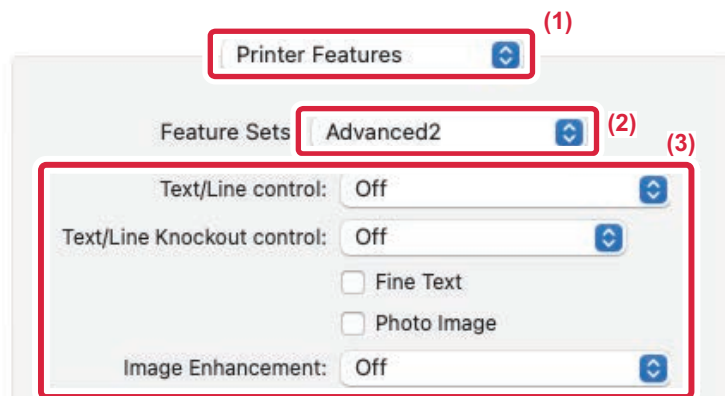 (1)
Printer Features
Feature Sets Advanced2 (2)
(3)
Text/Line control: Off
Text/Line Knockout control: Off
Fine Text
Photo Image
Image Enhancement: Off